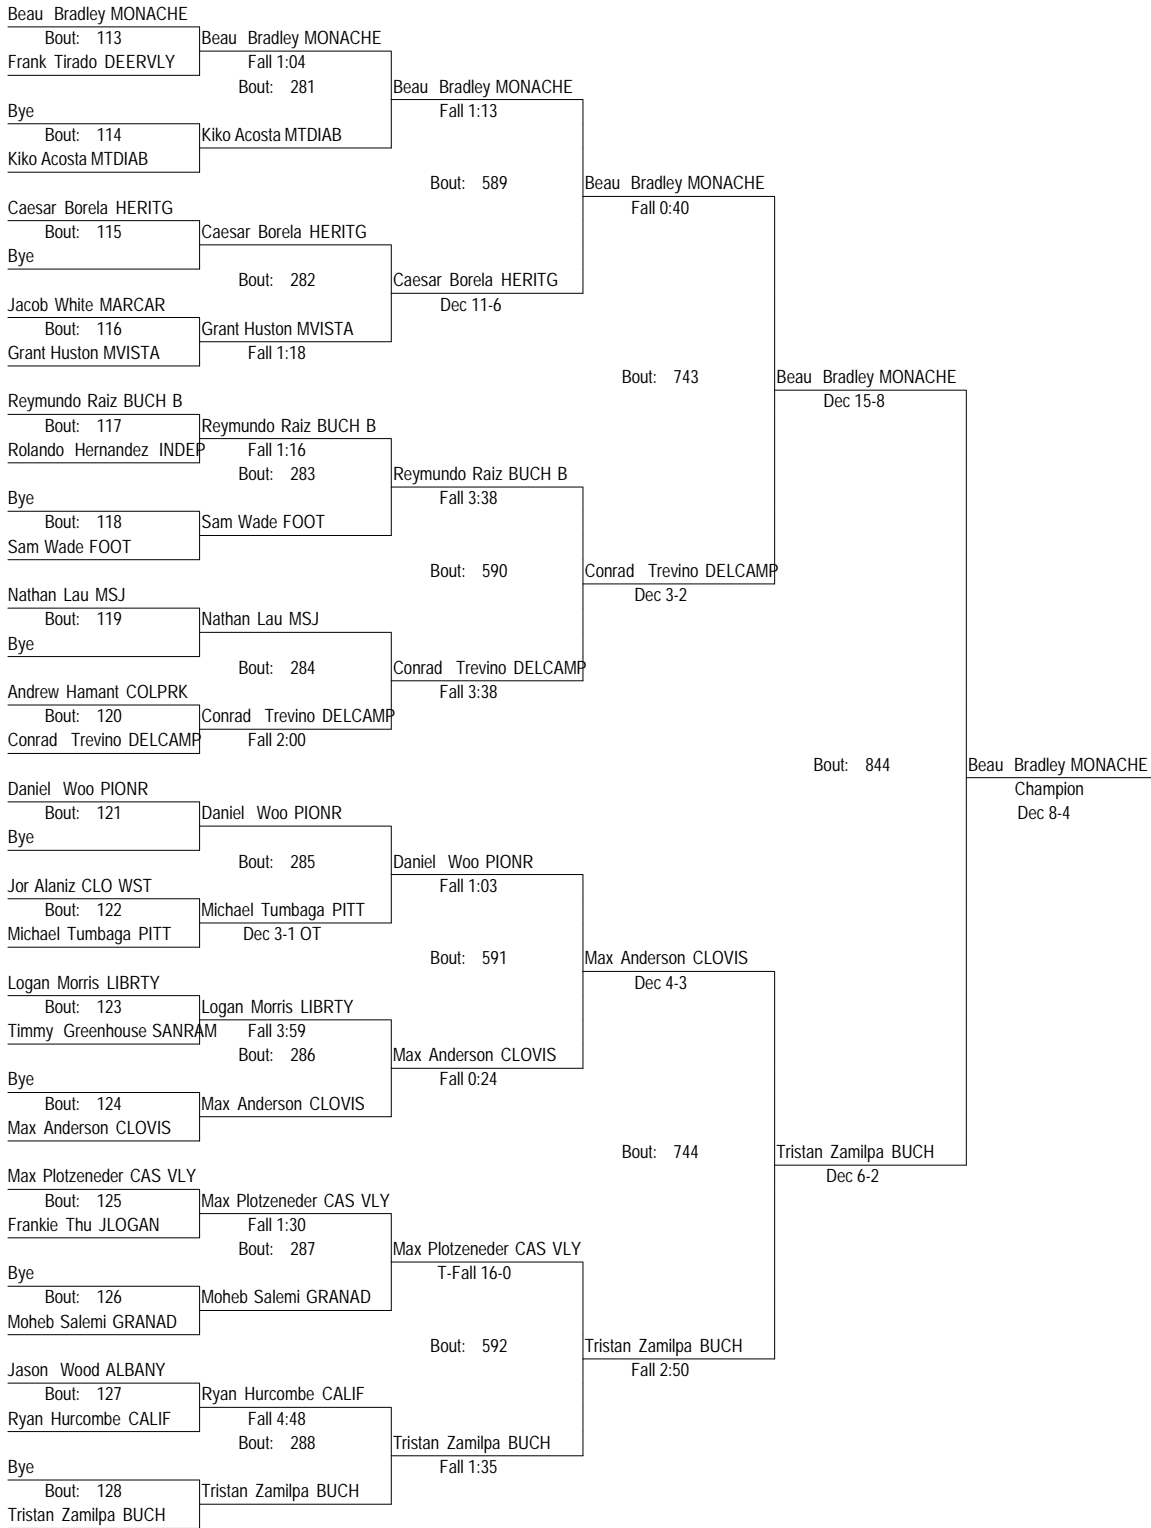 Beau Bradley MONACHE
Bout: 113
Frank Tirado DEERVLY
Bye
Bout: 114
Kiko Acosta MTDIAB
Caesar Borela HERITG
Bout: 115
Bye
Jacob White MARCAR
Bout: 116
Grant Huston MVISTA
Reymundo Raiz BUCH B
Bout: 117
Rolando Hernandez INDEP
Bye
Bout: 118
Sam Wade FOOT
Nathan Lau MSJ
Bout: 119
Bye
Andrew Hamant COLPRK
Bout: 120
Conrad Trevino DELCAMP
Daniel Woo PIONR
Bout: 121
Bye
Jor Alaniz CLO WST
Bout: 122
Michael Tumbaga PITT
Logan Morris LIBRTY
Bout: 123
Timmy Greenhouse SANRAM
Bye
Bout: 124
Max Anderson CLOVIS
Max Plotzeneder CAS VLY
Bout: 125
Frankie Thu JLOGAN
Bye
Bout: 126
Moheb Salemi GRANAD
Jason Wood ALBANY
Bout: 127
Ryan Hurcombe CALIF
Bye
Bout: 128
Tristan Zamilpa BUCH
Beau Bradley MONACHE
Fall 1:04
Bout: 281
Kiko Acosta MTDIAB
Caesar Borela HERITG
Bout: 282
Grant Huston MVISTA
Fall 1:18
Reymundo Raiz BUCH B
Fall 1:16
Bout: 283
Sam Wade FOOT
Nathan Lau MSJ
Bout: 284
Conrad Trevino DELCAMP
Fall 2:00
Daniel Woo PIONR
Bout: 285
Michael Tumbaga PITT
Dec 3-1 OT
Logan Morris LIBRTY
Fall 3:59
Bout: 286
Max Anderson CLOVIS
Max Plotzeneder CAS VLY
Fall 1:30
Bout: 287
Moheb Salemi GRANAD
Ryan Hurcombe CALIF
Fall 4:48
Bout: 288
Tristan Zamilpa BUCH
Beau Bradley MONACHE
Fall 1:13
Bout: 589
Caesar Borela HERITG
Dec 11-6
Reymundo Raiz BUCH B
Fall 3:38
Bout: 590
Conrad Trevino DELCAMP
Fall 3:38
Daniel Woo PIONR
Fall 1:03
Bout: 591
Max Anderson CLOVIS
Fall 0:24
Max Plotzeneder CAS VLY
T-Fall 16-0
Bout: 592
Tristan Zamilpa BUCH
Fall 1:35
Beau Bradley MONACHE
Fall 0:40
Bout: 743
Conrad Trevino DELCAMP
Dec 3-2
Max Anderson CLOVIS
Dec 4-3
Bout: 744
Tristan Zamilpa BUCH
Fall 2:50
Beau Bradley MONACHE
Dec 15-8
Bout: 844
Tristan Zamilpa BUCH
Dec 6-2
Beau Bradley MONACHE
Champion
Dec 8-4